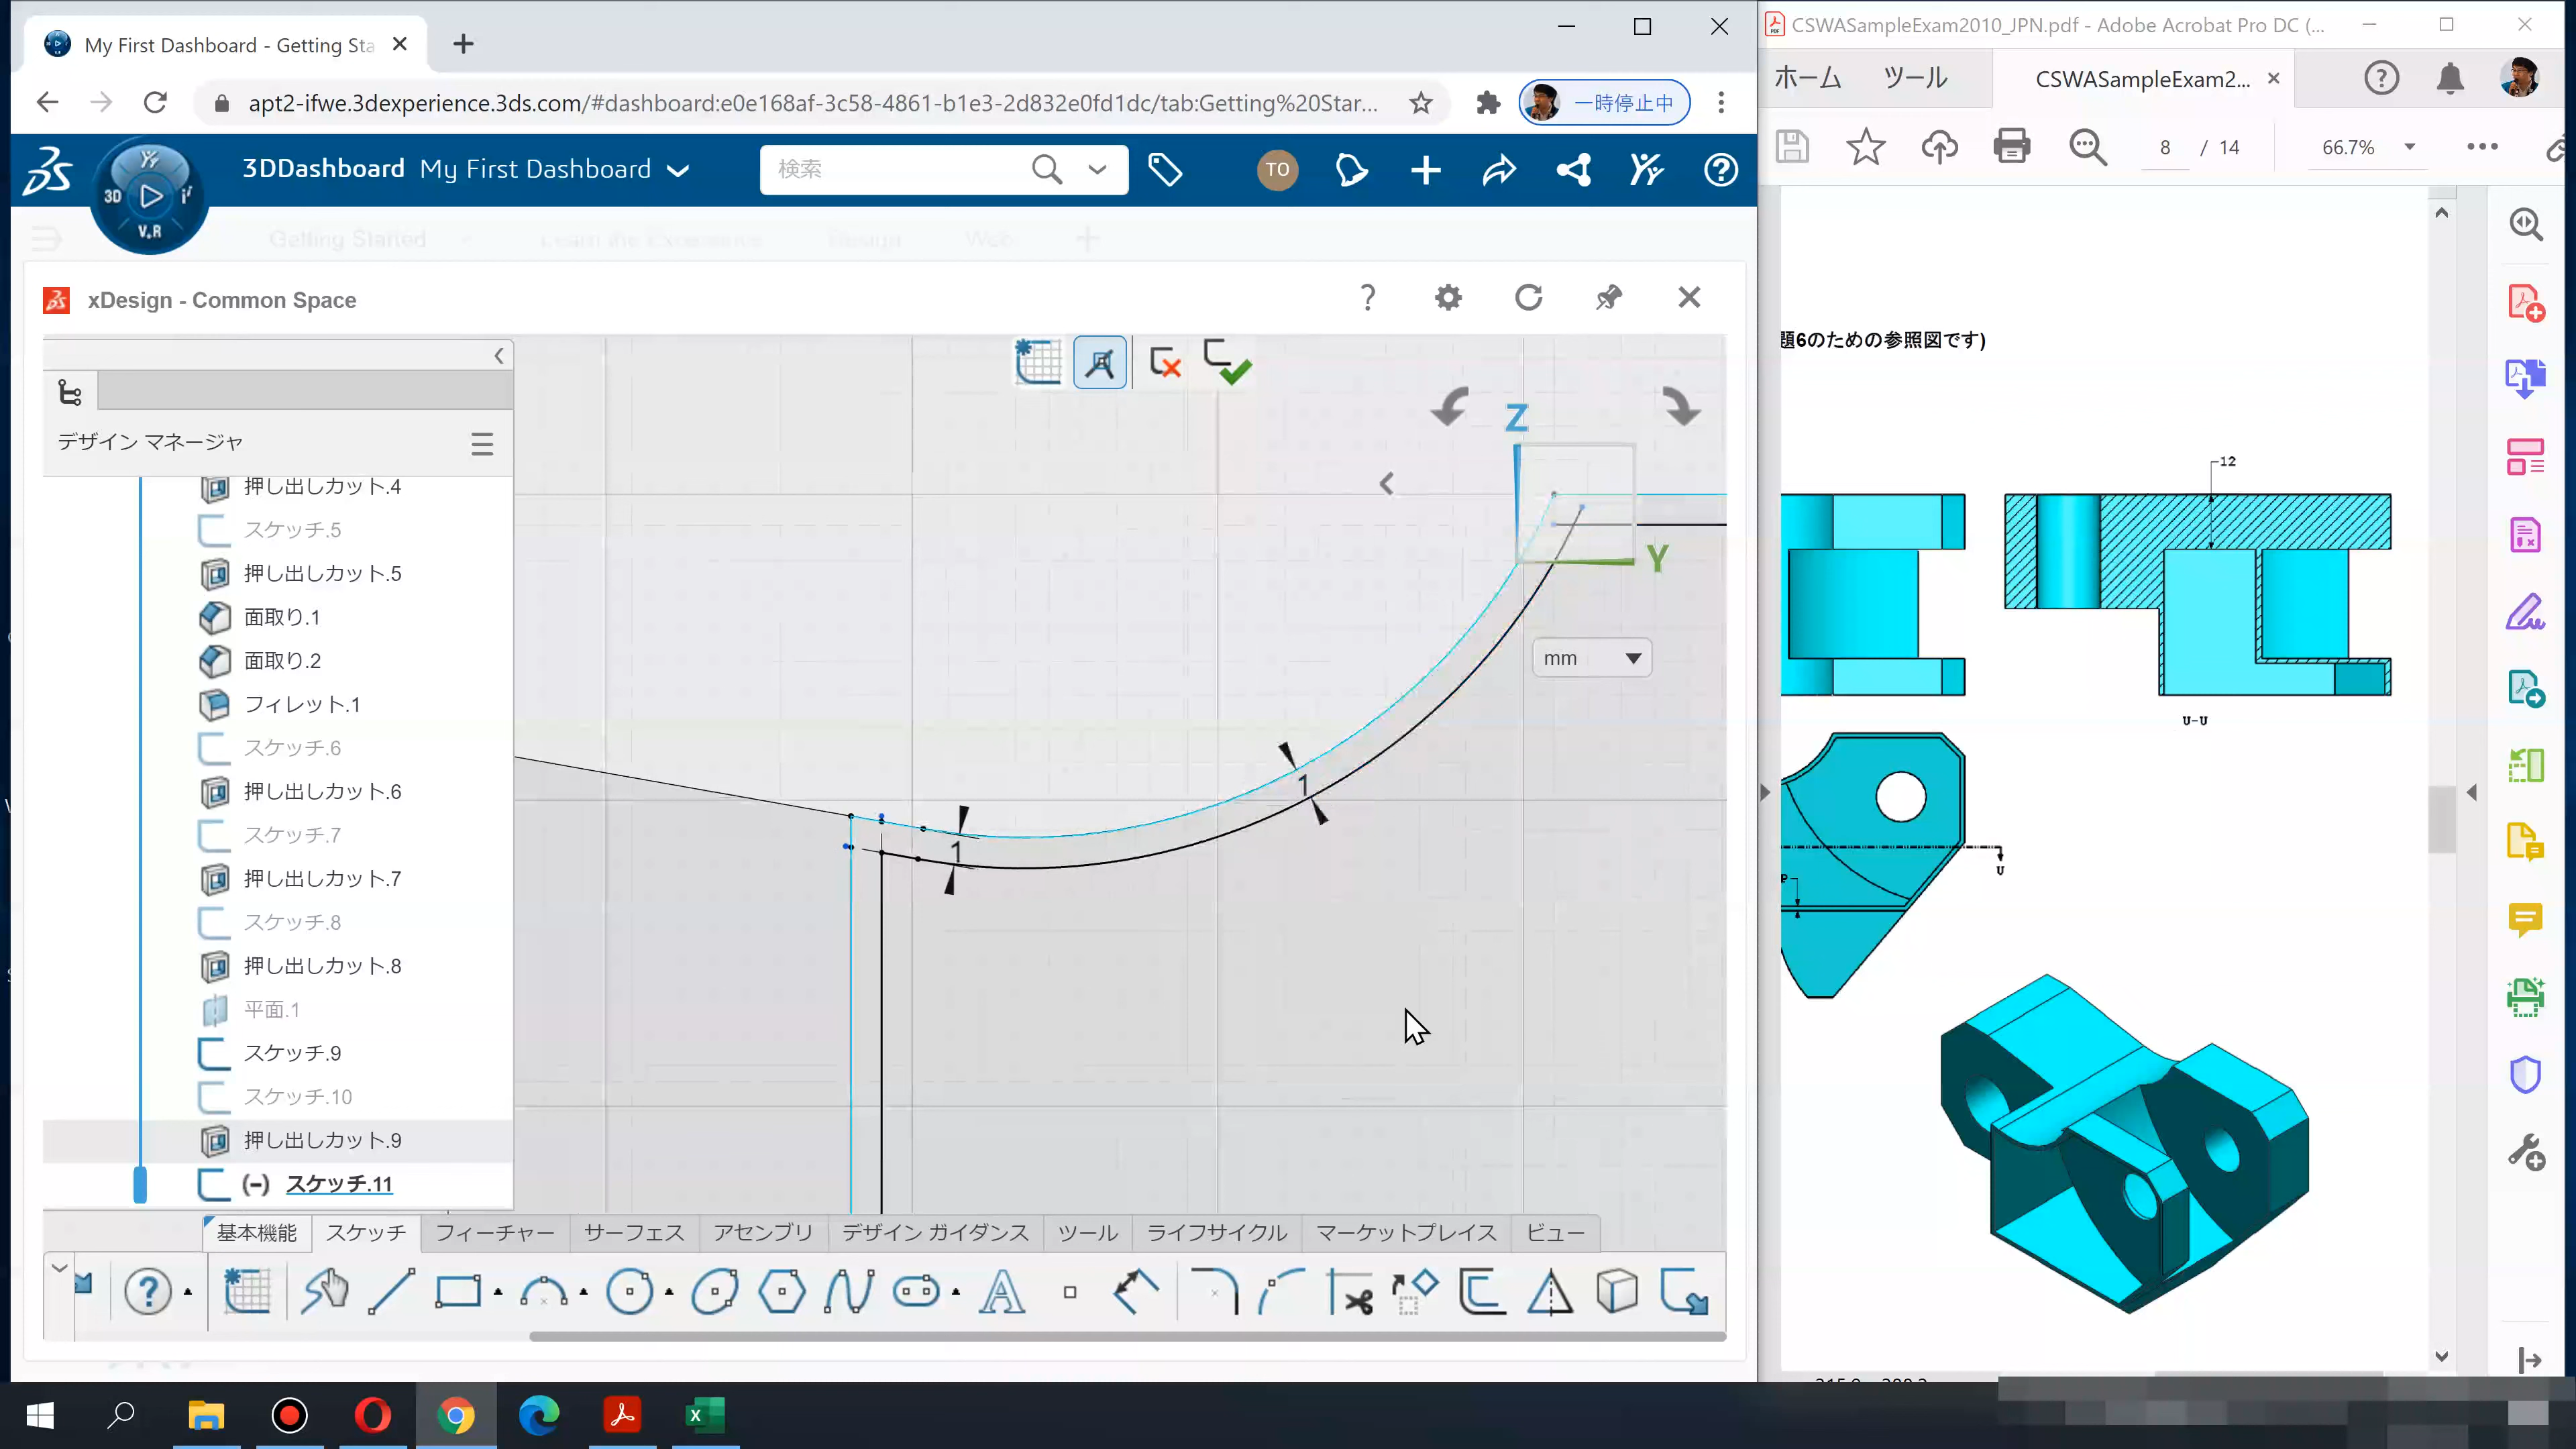 My First Dashboard - Getting Sta
apt2-ifwe.3dexperience.3ds.com/#dashboard:e0e168af-3c58-4861-b1e3-2d832e0fd1dc/tab:Getting%20Star...
一時停止中
3DDashboard My First Dashboard
検索
TO
3D
V.R
Getting Started
Learn the Experience
Design
Web
xDesign - Common Space
デザイン マネージャ
押し出しカット.4
スケッチ.5
押し出しカット.5
面取り.1
面取り.2
フィレット.1
スケッチ.6
押し出しカット.6
スケッチ.7
押し出しカット.7
スケッチ.8
押し出しカット.8
平面.1
スケッチ.9
スケッチ.10
押し出しカット.9
(-) スケッチ.11
Z
Y
mm
1
1
基本機能
スケッチ
フィーチャー
サーフェス
アセンブリ
デザイン ガイダンス
ツール
ライフサイクル
マーケットプレイス
ビュー
CSWASampleExam2010_JPN.pdf - Adobe Acrobat Pro DC (...
ホーム
ツール
CSWASampleExam2...
8 / 14
66.7%
題6のための参照図です)
12
U-U
U
P